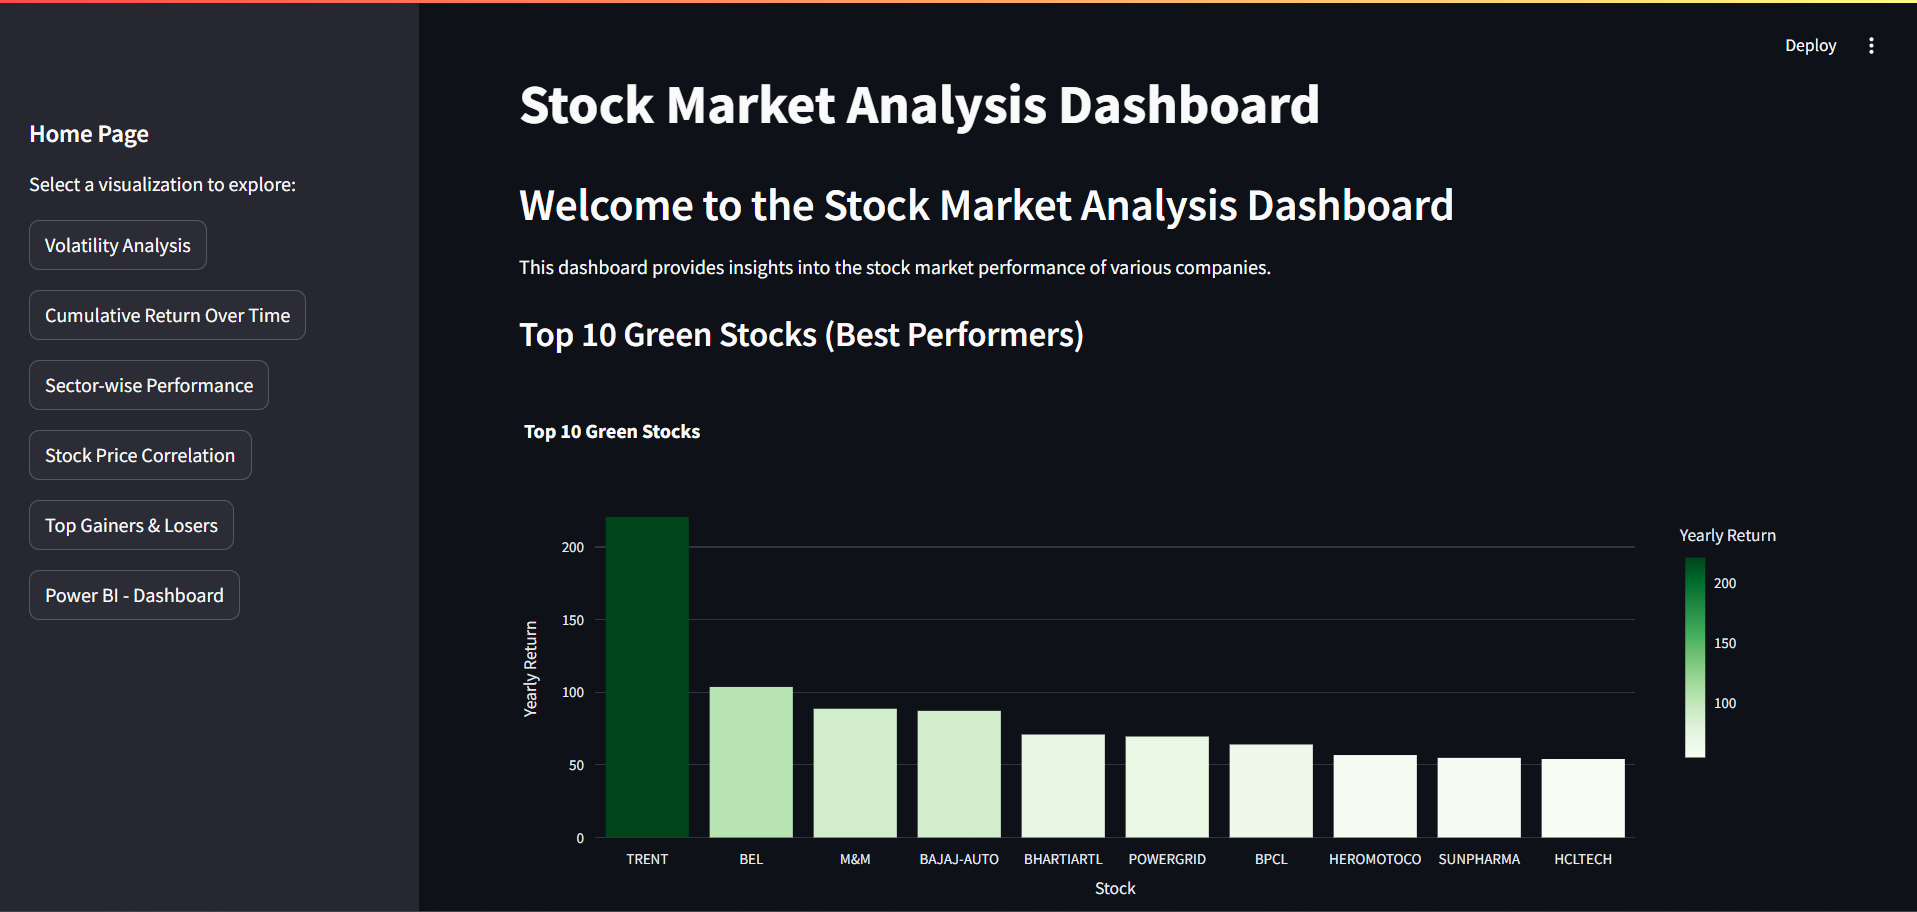 Deploy
Home Page
Select a visualization to explore:
Volatility Analysis
Cumulative Return Over Time
Sector-wise Performance
Stock Price Correlation
Top Gainers & Losers
Power BI - Dashboard
Stock Market Analysis Dashboard
Welcome to the Stock Market Analysis Dashboard
This dashboard provides insights into the stock market performance of various companies.
Top 10 Green Stocks (Best Performers)
Top 10 Green Stocks
Yearly Return
200
150
100
50
0
TRENT BEL M&M BAJAJ-AUTO BHARTIARTL POWERGRID BPCL HEROMOTOCO SUNPHARMA HCLTECH
Stock
Yearly Return
200
150
100